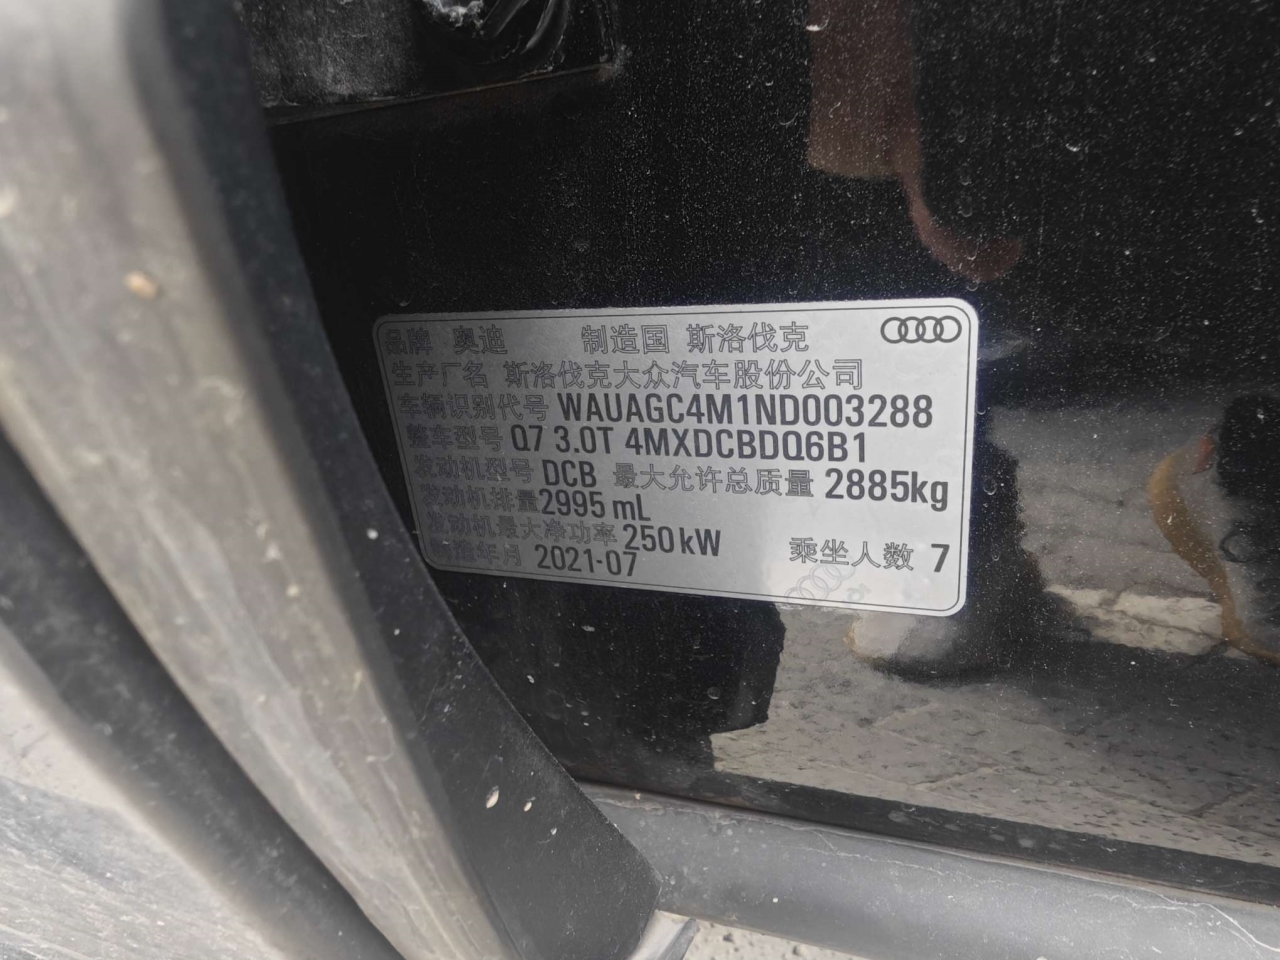 品牌 奥迪 制造国 斯洛伐克
生产厂名 斯洛伐克大众汽车股份公司
车辆识别代号 WAUAGC4M1ND003288
整车型号 Q7 3.0T 4MXDCBDQ6B1
发动机型号 DCB 最大允许总质量 2885kg
发动机排量 2995 mL
发动机最大净功率 250 kW
制造年月 2021-07 乘坐人数 7